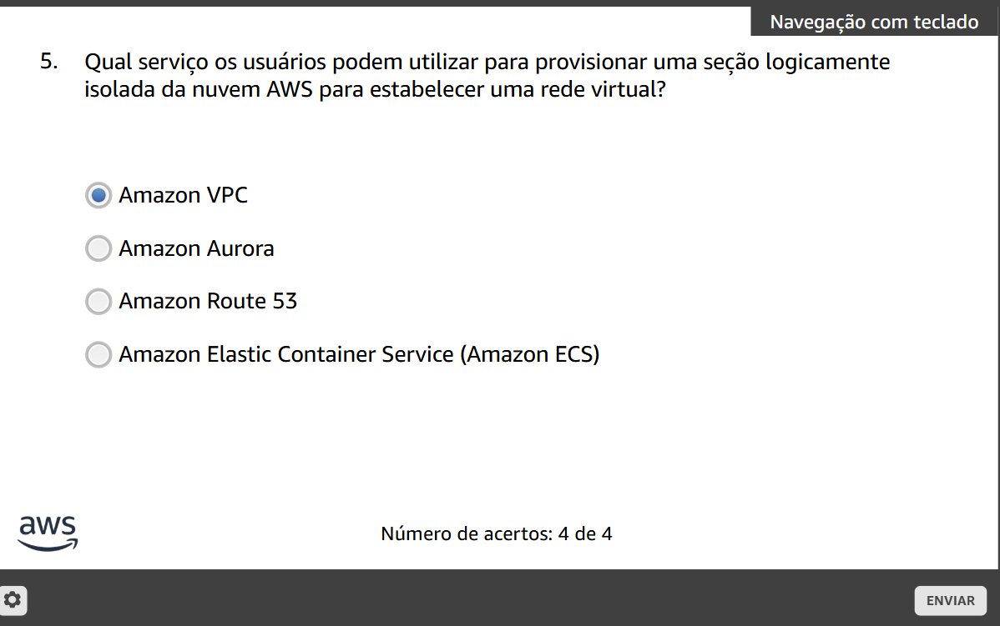 Navegação com teclado
5. Qual serviço os usuários podem utilizar para provisionar uma seção logicamente
isolada da nuvem AWS para estabelecer uma rede virtual?
Amazon VPC
Amazon Aurora
Amazon Route 53
Amazon Elastic Container Service (Amazon ECS)
aws
Número de acertos: 4 de 4
ENVIAR